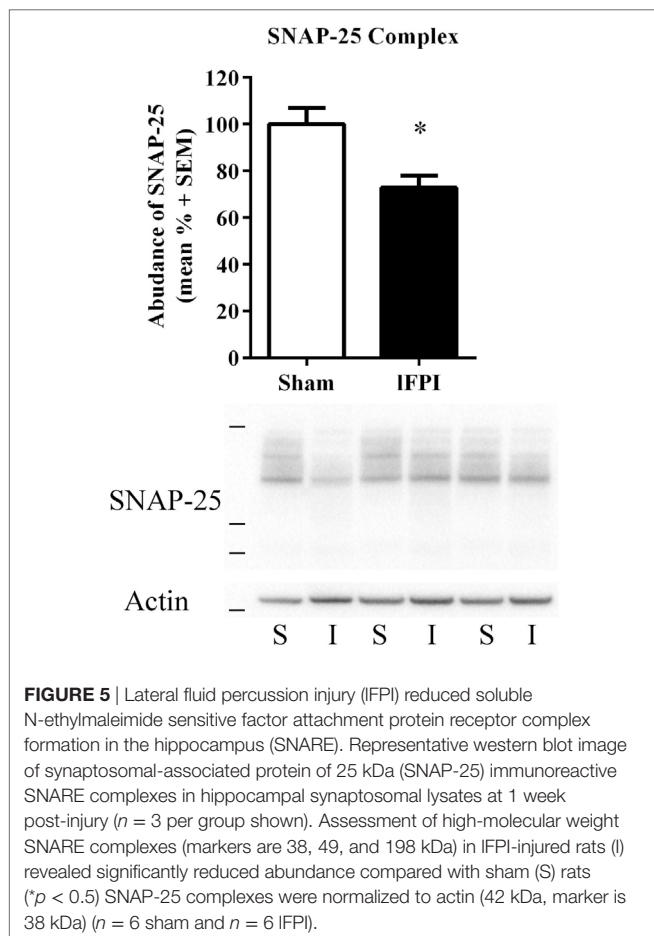 SNAP-25 Complex
Abudance of SNAP-25
(mean % + SEM)
120
100
80
60
40
20
0
*
Sham lFPI
SNAP-25
Actin
S I S I S I
FIGURE 5 | Lateral fluid percussion injury (lFPI) reduced soluble
N-ethylmaleimide sensitive factor attachment protein receptor complex
formation in the hippocampus (SNARE). Representative western blot image
of synaptosomal-associated protein of 25 kDa (SNAP-25) immunoreactive
SNARE complexes in hippocampal synaptosomal lysates at 1 week
post-injury (n = 3 per group shown). Assessment of high-molecular weight
SNARE complexes (markers are 38, 49, and 198 kDa) in lFPI-injured rats (I)
revealed significantly reduced abundance compared with sham (S) rats
(*p < 0.5) SNAP-25 complexes were normalized to actin (42 kDa, marker is
38 kDa) (n = 6 sham and n = 6 lFPI).